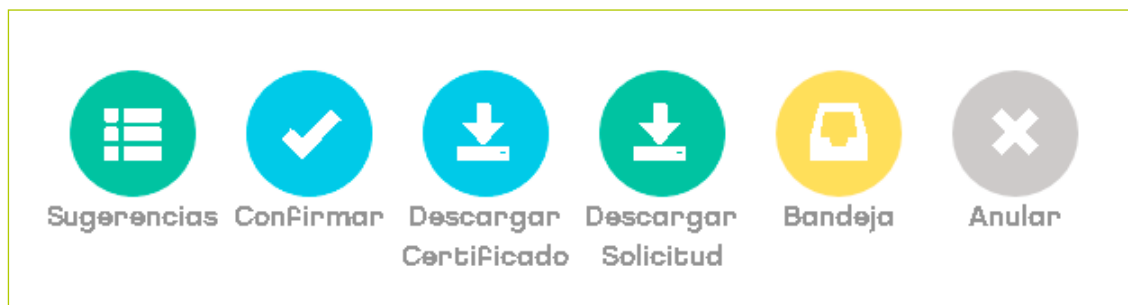 Sugerencias Confirmar Descargar Descargar Bandeja Anular
Certificado Solicitud